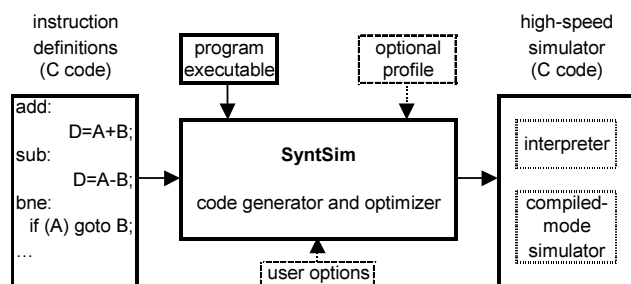 instruction
definitions
(C code)
add:
D=A+B;
sub:
D=A-B;
bne:
if (A) goto B;
…
program
executable
optional
profile
SyntSim
code generator and optimizer
user options
high-speed
simulator
(C code)
interpreter
compiled-
mode
simulator